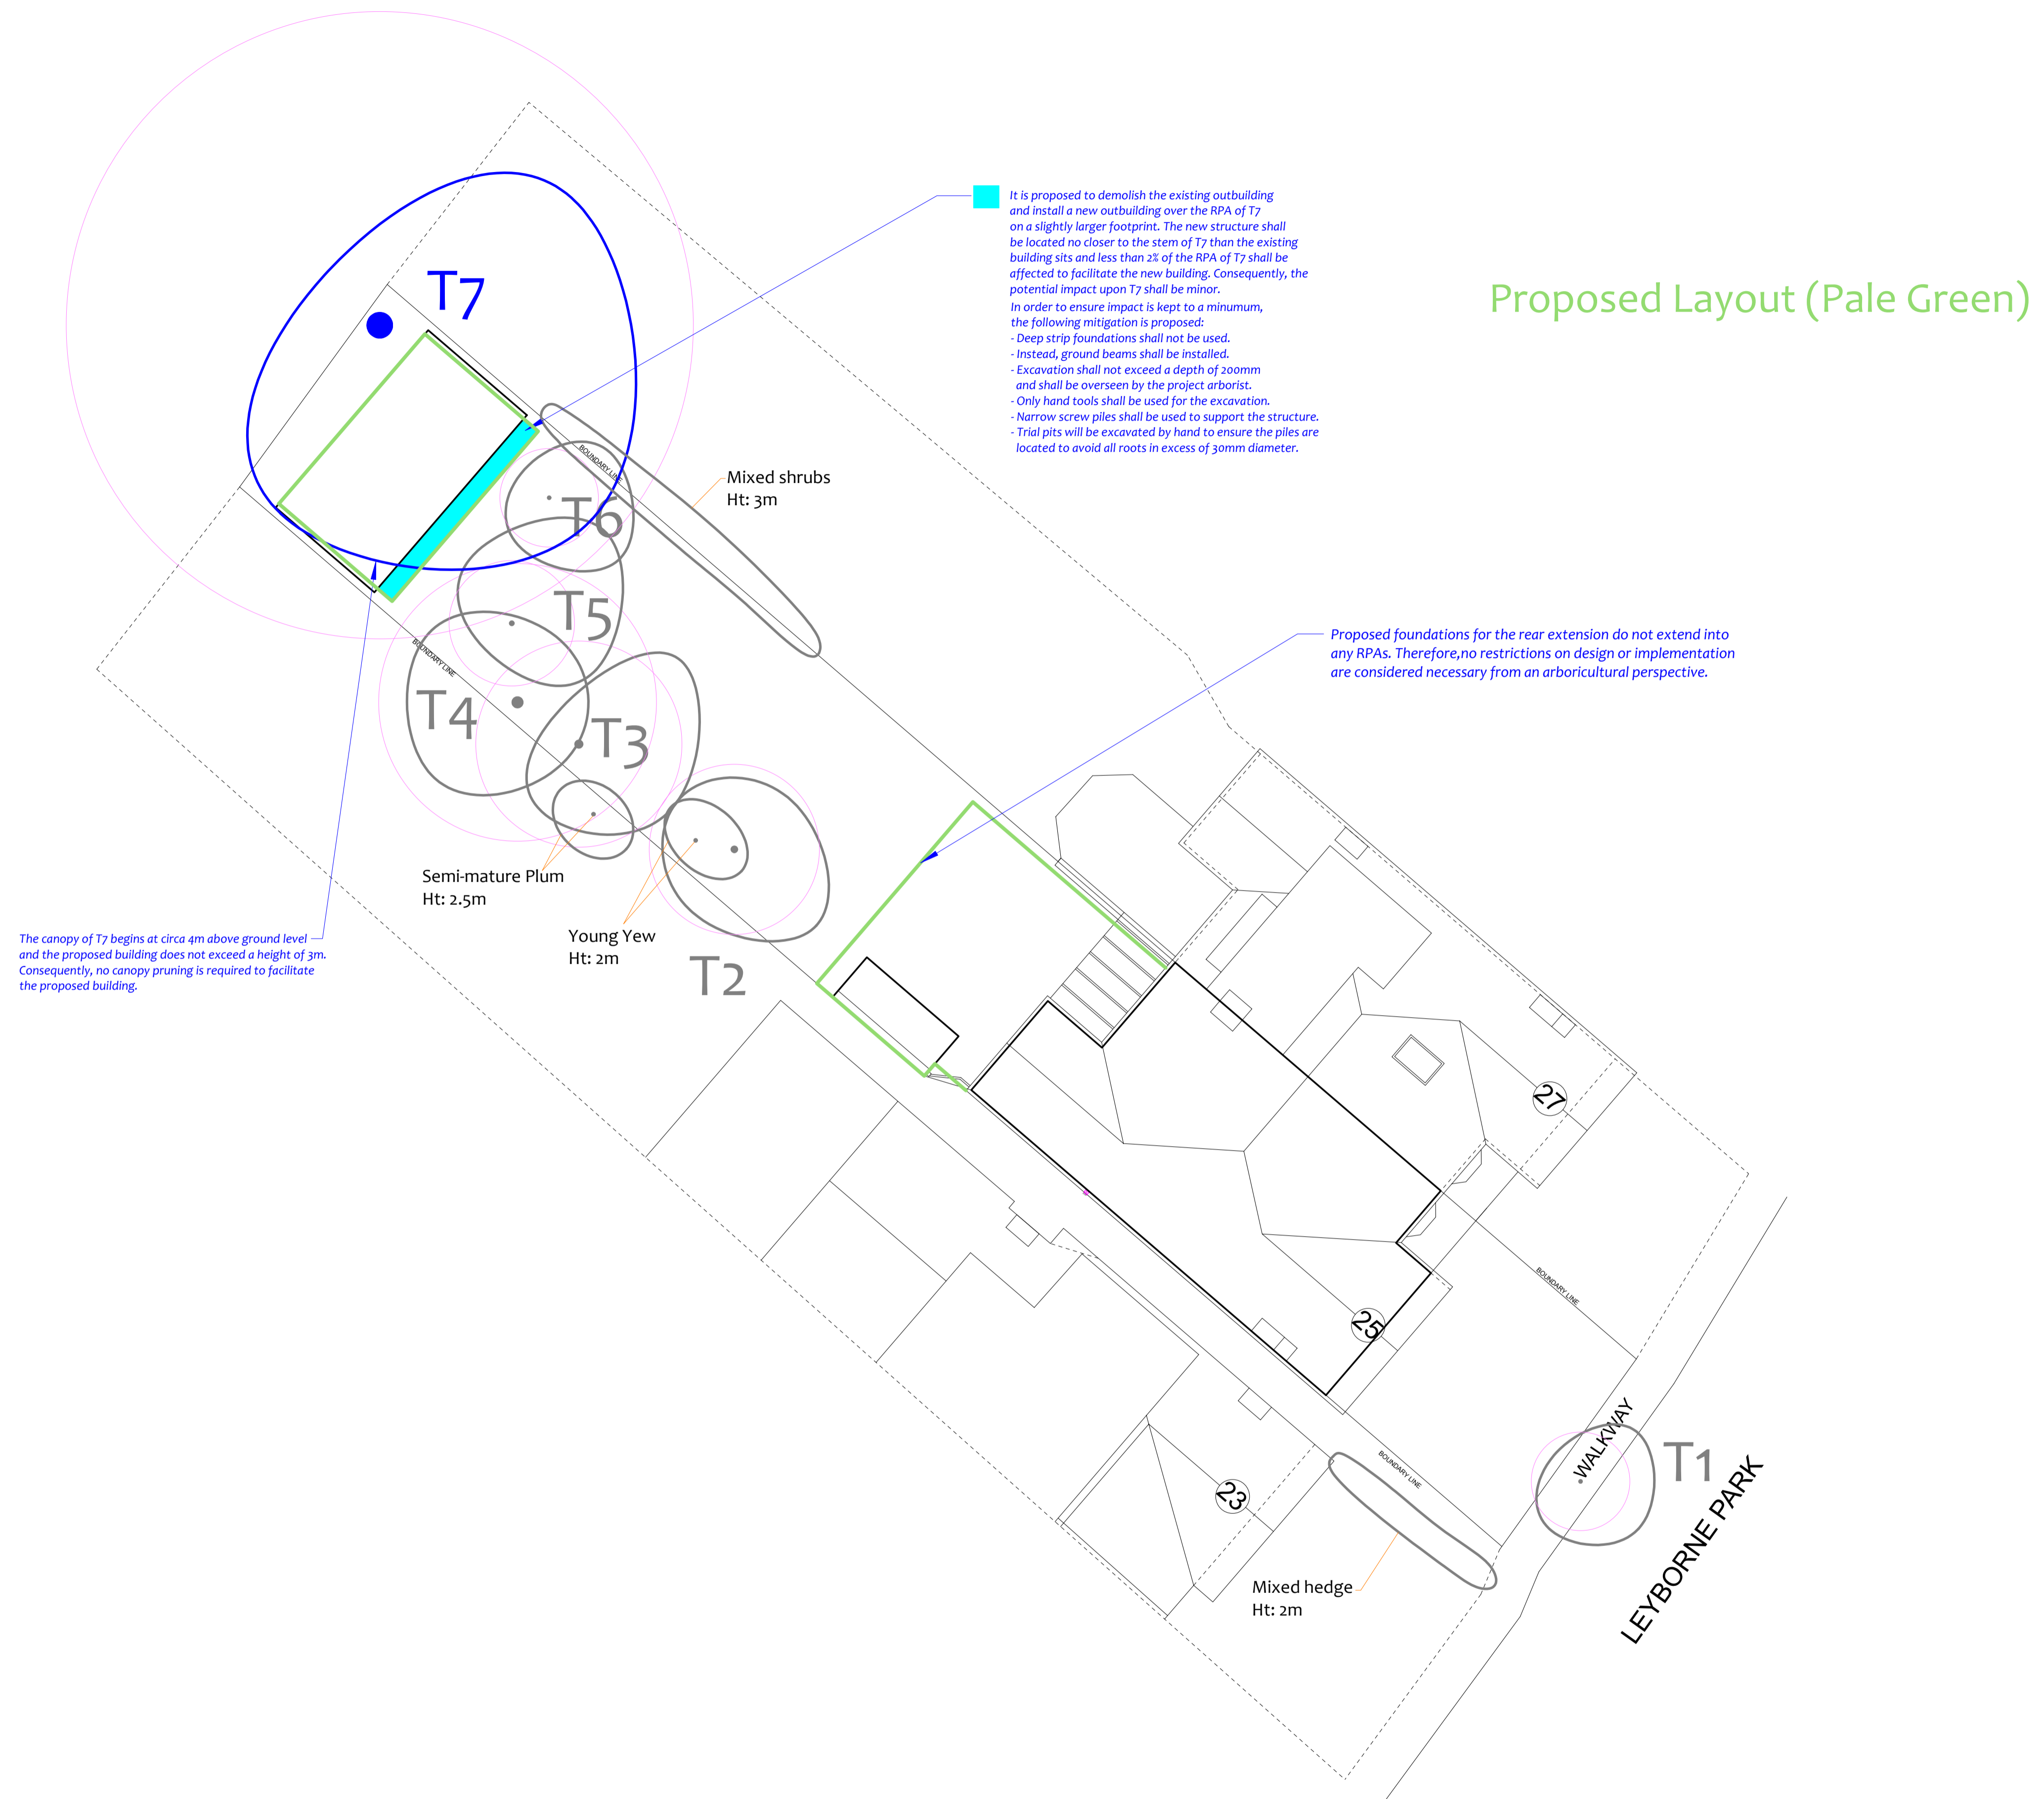 It is proposed to demolish the existing outbuilding
and install a new outbuilding over the RPA of T7
on a slightly larger footprint. The new structure shall
be located no closer to the stem of T7 than the existing
building sits and less than 2% of the RPA of T7 shall be
affected to facilitate the new building. Consequently, the
potential impact upon T7 shall be minor.
In order to ensure impact is kept to a minumum,
the following mitigation is proposed:
- Deep strip foundations shall not be used.
- Instead, ground beams shall be installed.
- Excavation shall not exceed a depth of 200mm
and shall be overseen by the project arborist.
- Only hand tools shall be used for the excavation.
- Narrow screw piles shall be used to support the structure.
- Trial pits will be excavated by hand to ensure the piles are
located to avoid all roots in excess of 30mm diameter.
Proposed Layout (Pale Green)
T7
BOUNDARY LINE
Mixed shrubs
Ht: 3m
T6
T5
BOUNDARY LINE
T4
T3
Proposed foundations for the rear extension do not extend into
any RPAs. Therefore,no restrictions on design or implementation
are considered necessary from an arboricultural perspective.
Semi-mature Plum
Ht: 2.5m
Young Yew
Ht: 2m
T2
The canopy of T7 begins at circa 4m above ground level
and the proposed building does not exceed a height of 3m.
Consequently, no canopy pruning is required to facilitate
the proposed building.
27
BOUNDARY LINE
25
WALKWAY
T1
BOUNDARY LINE
23
LEYBORNE PARK
Mixed hedge
Ht: 2m